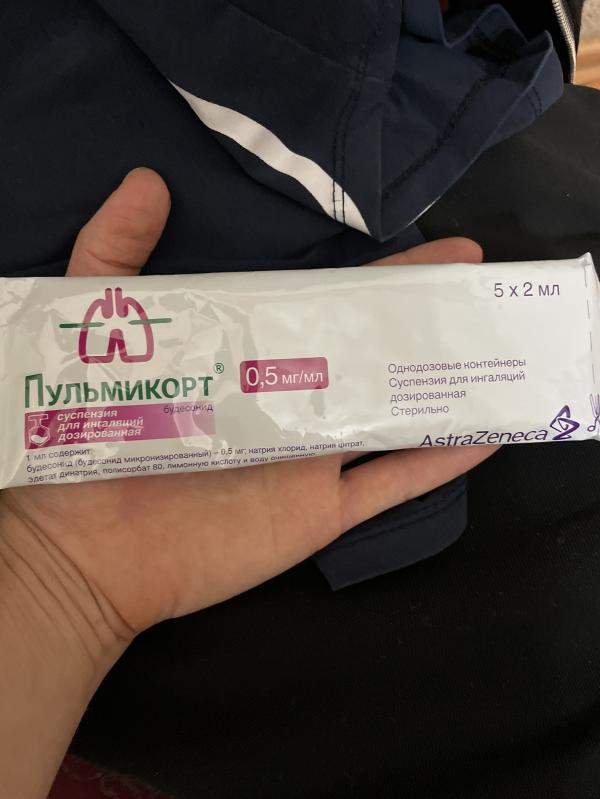 5 x 2 мл
Пульмикорт®
0,5 мг/мл
будесонид
суспензия
для ингаляций
дозированная
Однодозовые контейнеры
Суспензия для ингаляций
дозированная
Стерильно
AstraZeneca
1 мл содержит:
будесонид (будесонид микронизированный) – 0,5 мг; натрия хлорид, натрия цитрат,
эдетат динатрия, полисорбат 80, лимонную кислоту и воду очищенную